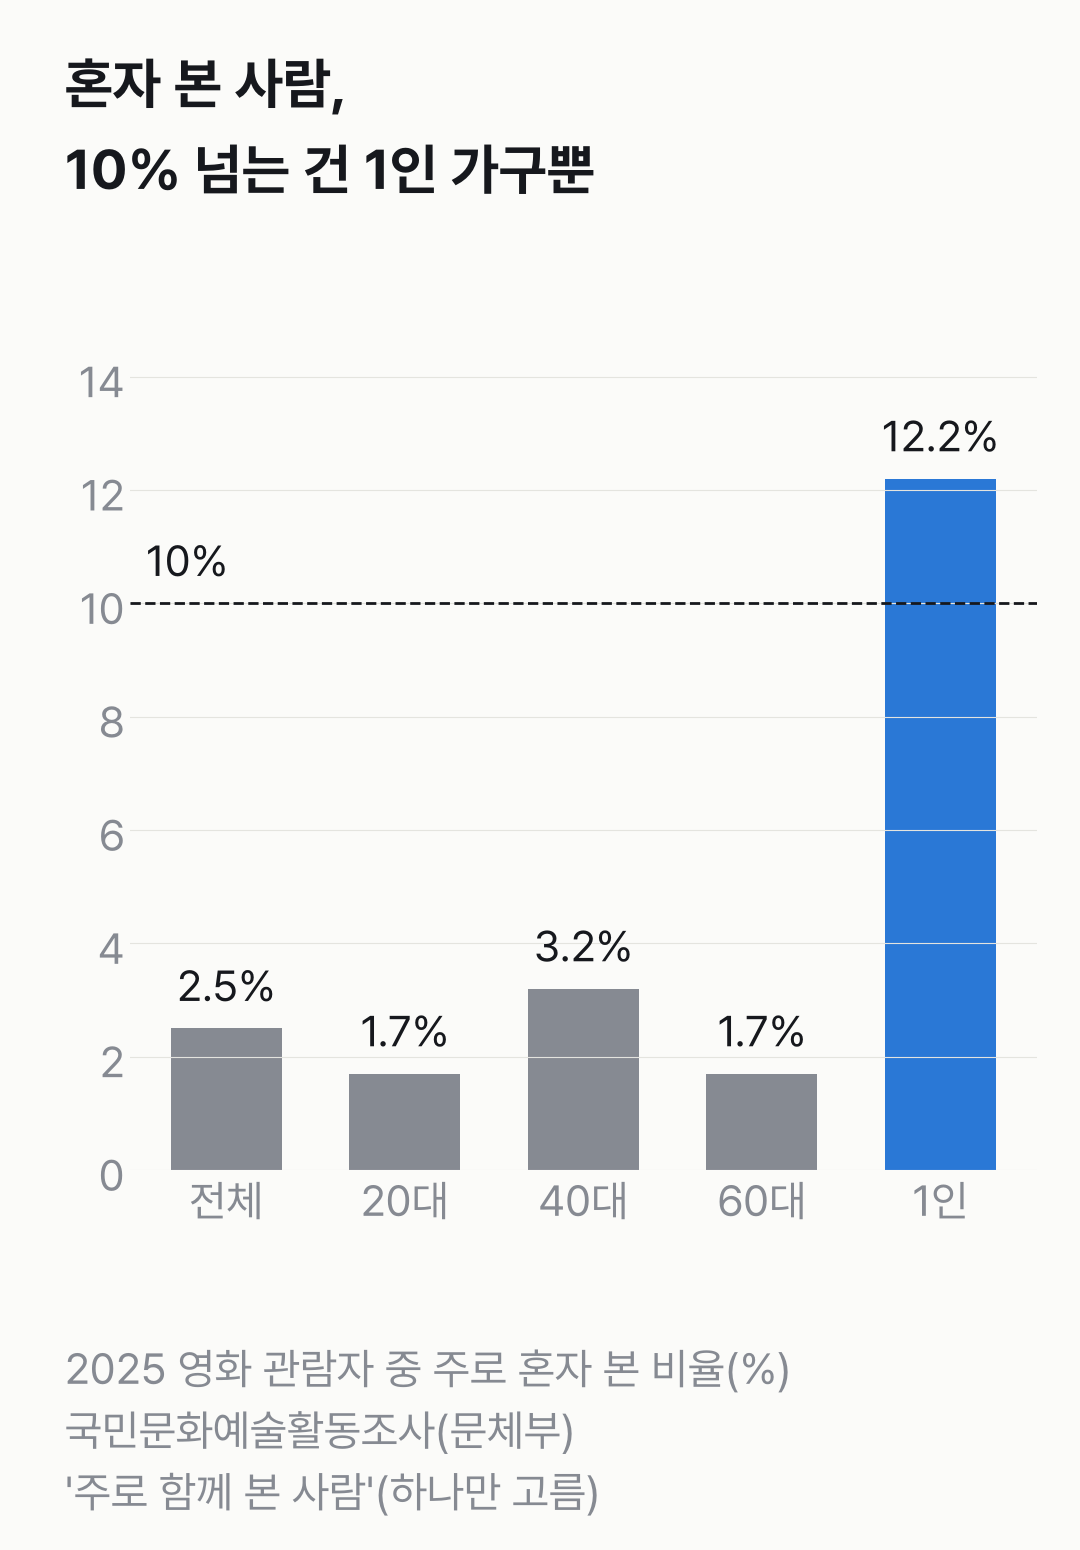 혼자 본 사람,
10% 넘는 건 1인 가구뿐
14
12.2%
12
10%
10
8
6
4
3.2%
2.5%
1.7%
1.7%
2
0
전체 20대 40대 60대 1인
2025 영화 관람자 중 주로 혼자 본 비율(%)
국민문화예술활동조사(문체부)
'주로 함께 본 사람'(하나만 고름)